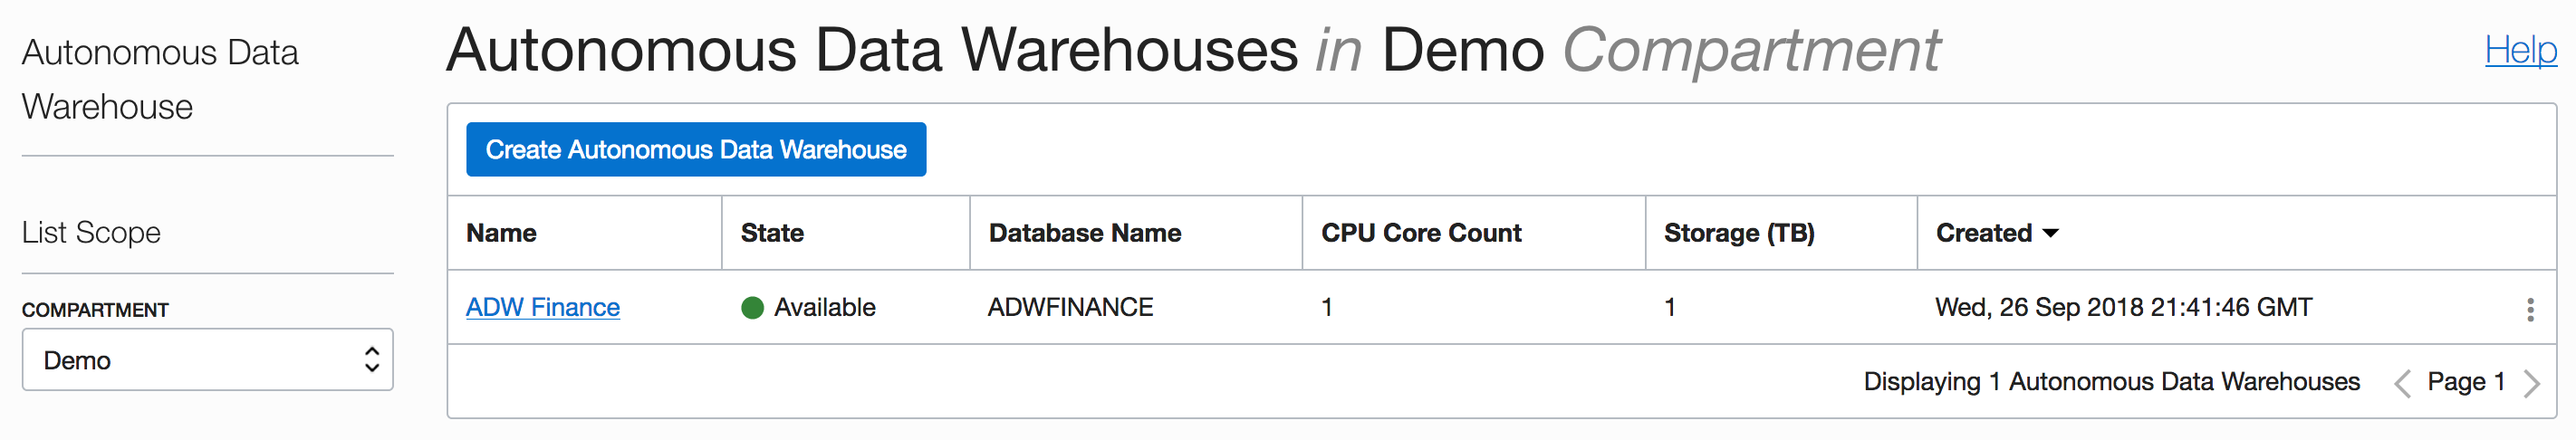 Autonomous Data
Warehouse
List Scope
COMPARTMENT
Demo
Autonomous Data Warehouses in Demo Compartment
Help
Create Autonomous Data Warehouse
Name State Database Name CPU Core Count Storage (TB) Created
ADW Finance Available ADWFINANCE 1 1 Wed, 26 Sep 2018 21:41:46 GMT
Displaying 1 Autonomous Data Warehouses Page 1